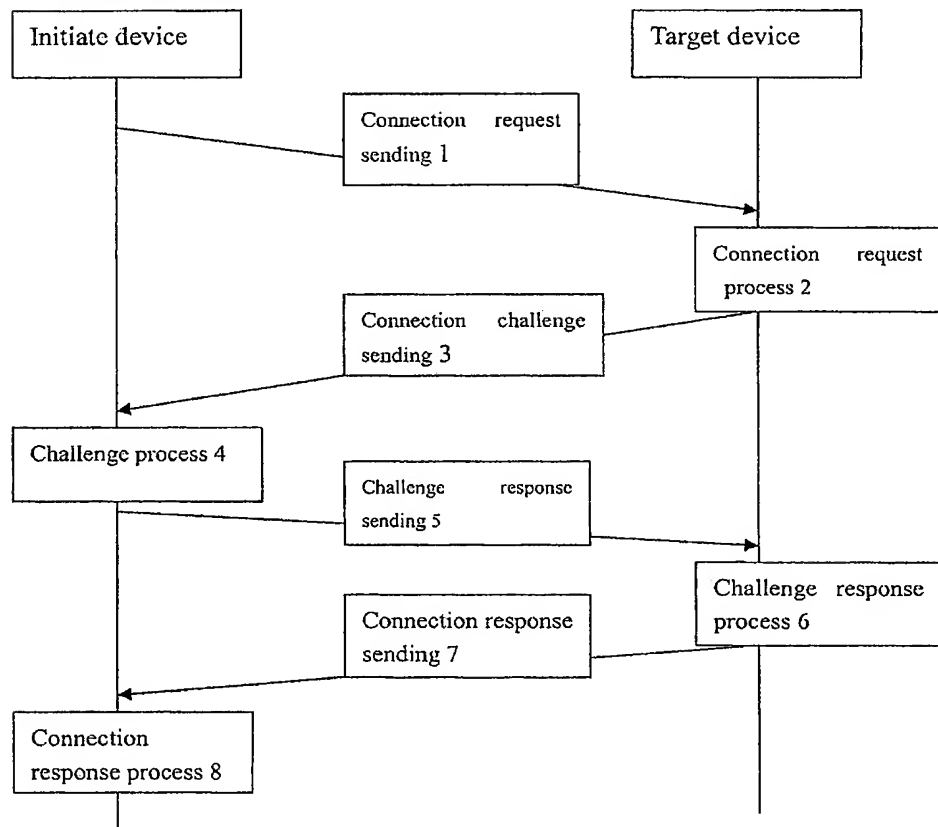 Initiate device
Target device
Connection request
sending 1
Connection request
process 2
Connection challenge
sending 3
Challenge process 4
Challenge response
sending 5
Challenge response
process 6
Connection response
sending 7
Connection
response process 8